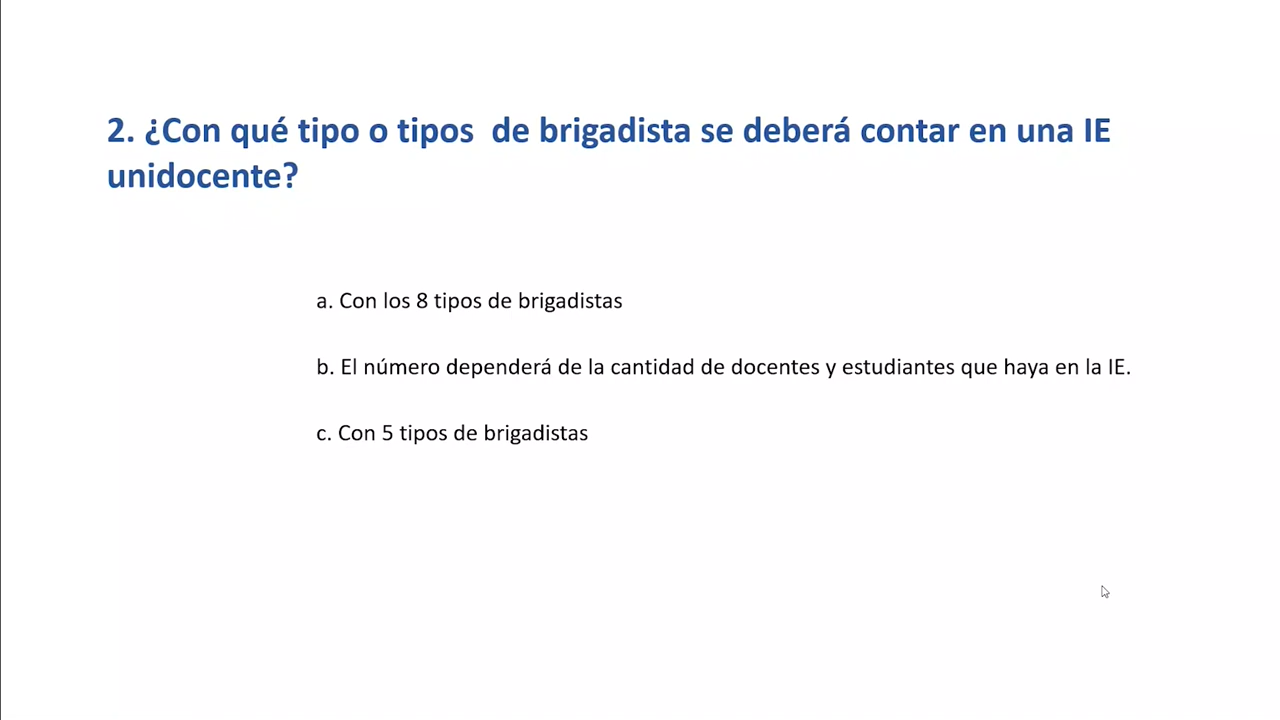 2. ¿Con qué tipo o tipos  de brigadista se deberá contar en una IE
unidocente?
a. Con los 8 tipos de brigadistas
b. El número dependerá de la cantidad de docentes y estudiantes que haya en la IE.
c. Con 5 tipos de brigadistas